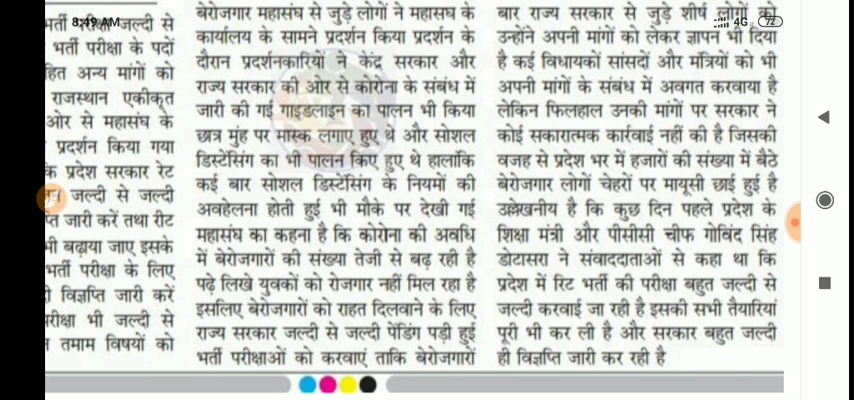 8:49 AM
4G
72
भर्ती परीक्षा जल्दी से
भर्ती परीक्षा के पदों
हित अन्य मांगों को
राजस्थान एकीकृत
ओर से महासंघ के
प्रदर्शन किया गया
के प्रदेश सरकार रेट
जल्दी से जल्दी
प्त जारी करें तथा रीट
भी बढ़ाया जाए इसके
भर्ती परीक्षा के लिए
विज्ञप्ति जारी करें
परीक्षा भी जल्दी से
तमाम विषयों को
बेरोजगार महासंघ से जुड़े लोगों ने महासघ के
कार्यालय के सामने प्रदर्शन किया प्रदर्शन के
दौरान प्रदर्शनकारियों ने केंद्र सरकार और
राज्य सरकार की ओर से कोरोना के संबंध में
जारी की गई गाइडलाइन का पालन भी किया
छात्र मुंह पर मास्क लगाए हुए थे और सोशल
डिस्टेंसिंग का भी पालन किए हुए थे हालांकि
कई बार सोशल डिस्टेंसिंग के नियमों की
अवहेलना होती हुई भी मौके पर देखी गई
महासंघ का कहना है कि कोरोना की अवधि
में बेरोजगारों की संख्या तेजी से बढ़ रही है
पढ़े लिखे युवकों को रोजगार नहीं मिल रहा है
इसलिए बेरोजगारों को राहत दिलवाने के लिए
राज्य सरकार जल्दी से जल्दी पेंडिंग पड़ी हुई
भर्ती परीक्षाओं को करवाएं ताकि बेरोजगारों
बार राज्य सरकार से जुड़े शीर्ष लोगों को
उन्होंने अपनी मांगों को लेकर ज्ञापन भी दिया
है कई विधायकों सांसदों और मंत्रियों को भी
अपनी मांगों के संबंध में अवगत करवाया है
लेकिन फिलहाल उनकी मांगों पर सरकार ने
कोई सकारात्मक कार्रवाई नहीं की है जिसकी
वजह से प्रदेश भर में हजारों की संख्या में बैठे
बेरोजगार लोगों चेहरों पर मायूसी छाई हुई है
उल्लेखनीय है कि कुछ दिन पहले प्रदेश के
शिक्षा मंत्री और पीसीसी चीफ गोविंद सिंह
डोटासरा ने संवाददाताओं से कहा था कि
प्रदेश में रिट भर्ती की परीक्षा बहुत जल्दी से
जल्दी करवाई जा रही है इसकी सभी तैयारियां
पूरी भी कर ली है और सरकार बहुत जल्दी
ही विज्ञप्ति जारी कर रही है